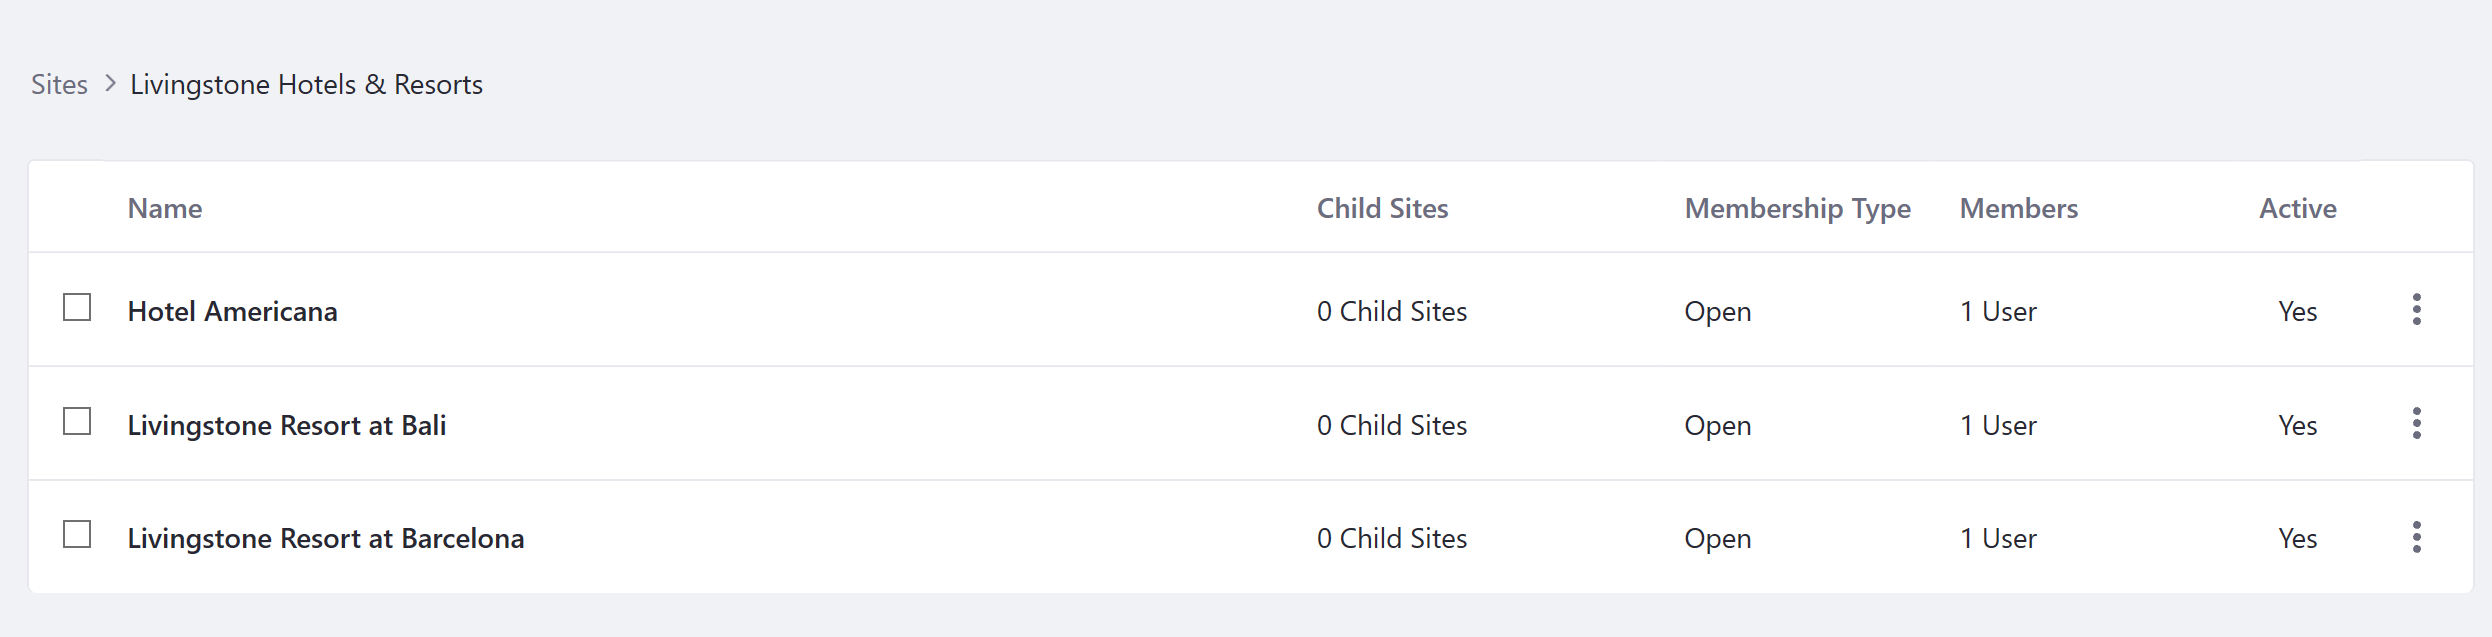 Sites > Livingstone Hotels & Resorts
Name Child Sites Membership Type Members Active
Hotel Americana 0 Child Sites Open 1 User Yes
Livingstone Resort at Bali 0 Child Sites Open 1 User Yes
Livingstone Resort at Barcelona 0 Child Sites Open 1 User Yes